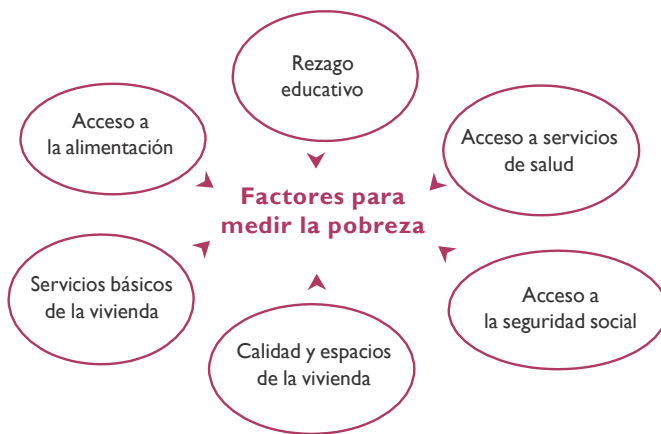 Rezago
educativo
Acceso a
la alimentación
Acceso a servicios
de salud
Factores para
medir la pobreza
Servicios básicos
de la vivienda
Acceso a
la seguridad social
Calidad y espacios
de la vivienda